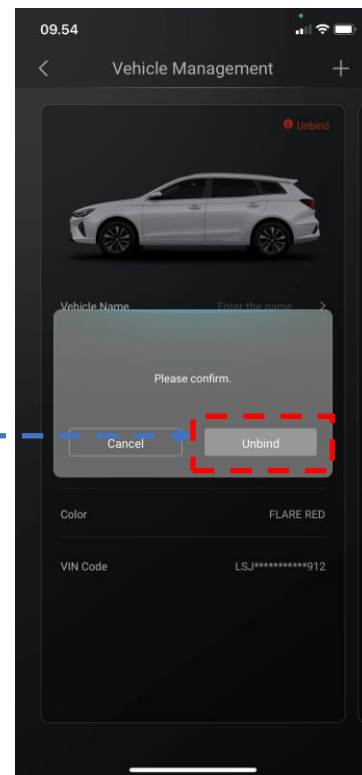 09.54
Vehicle Management
Unbind
Vehicle Name Enter the name
Please confirm.
Cancel Unbind
Color FLARE RED
VIN Code LSJ***********912